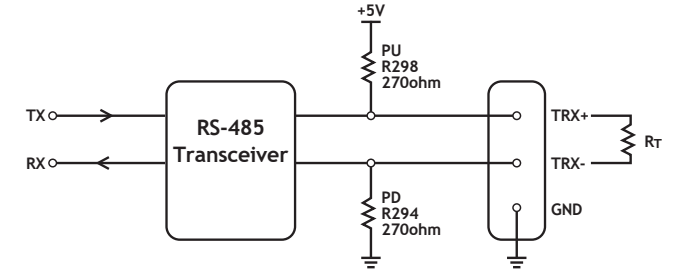 +5V
PU
R298
270ohm
TX
RS-485
Transceiver
TRX+
RX
TRX-
RT
PD
R294
270ohm
GND